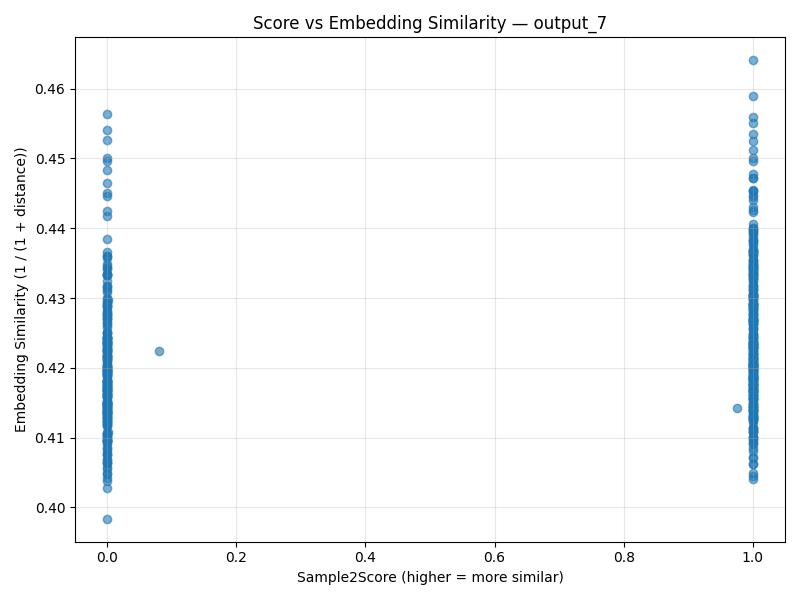 Score vs Embedding Similarity — output_7
Embedding Similarity (1 / (1 + distance))
0.46
0.45
0.44
0.43
0.42
0.41
0.40
0.0 0.2 0.4 0.6 0.8 1.0
Sample2Score (higher = more similar)